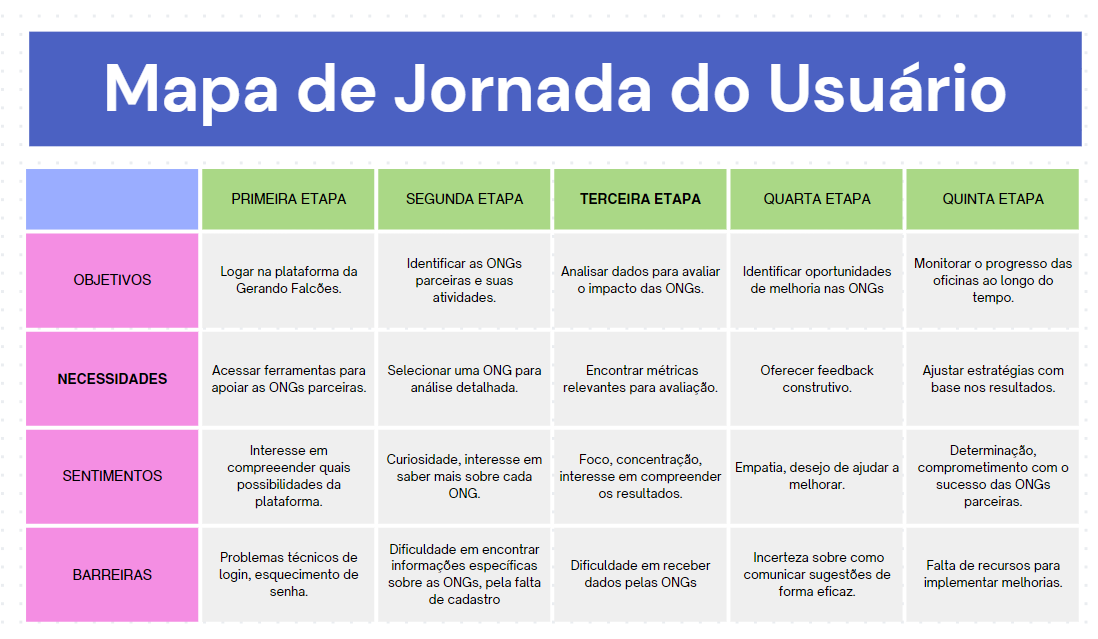 Mapa de Jornada do Usuário
PRIMEIRA ETAPA
SEGUNDA ETAPA
TERCEIRA ETAPA
QUARTA ETAPA
QUINTA ETAPA
OBJETIVOS
Logar na plataforma da
Gerando Falcões.
Identificar as ONGs
parceiras e suas
atividades.
Analisar dados para avaliar
o impacto das ONGs.
Identificar oportunidades
de melhoria nas ONGs
Monitorar o progresso das
oficinas ao longo do
tempo.
NECESSIDADES
Acessar ferramentas para
apoiar as ONGs parceiras.
Selecionar uma ONG para
análise detalhada.
Encontrar métricas
relevantes para avaliação.
Oferecer feedback
construtivo.
Ajustar estratégias com
base nos resultados.
SENTIMENTOS
Interesse em
compreeender quais
possibilidades da
plataforma.
Curiosidade, interesse em
saber mais sobre cada
ONG.
Foco, concentração,
interesse em compreender
os resultados.
Empatia, desejo de ajudar a
melhorar.
Determinação,
comprometimento com o
sucesso das ONGs
parceiras.
BARREIRAS
Problemas técnicos de
login, esquecimento de
senha.
Dificuldade em encontrar
informações específicas
sobre as ONGs, pela falta
de cadastro
Dificuldade em receber
dados pelas ONGs
Incerteza sobre como
comunicar sugestões de
forma eficaz.
Falta de recursos para
implementar melhorias.